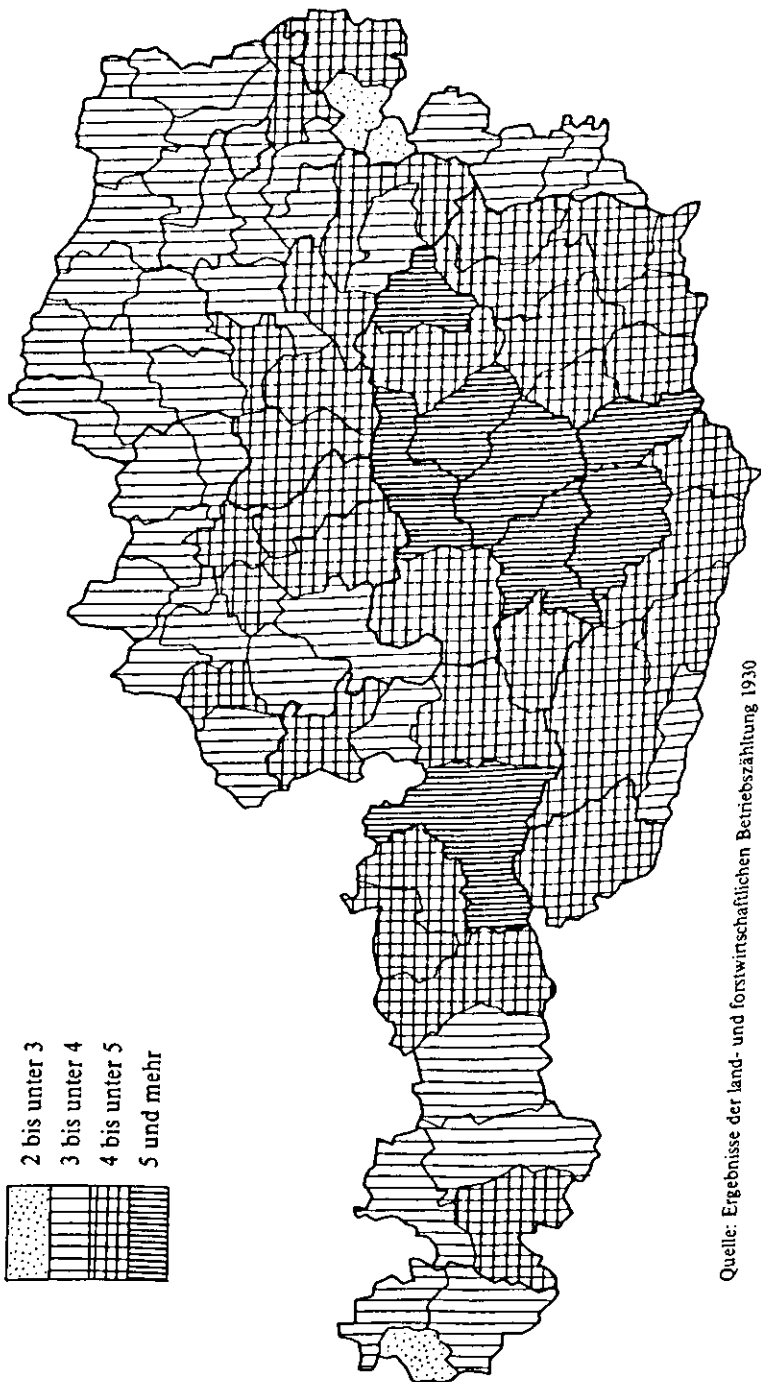 2 bis unter 3
3 bis unter 4
4 bis unter 5
5 und mehr
Quelle: Ergebnisse der land- und forstwirtschaftlichen Betriebszähltung 1930